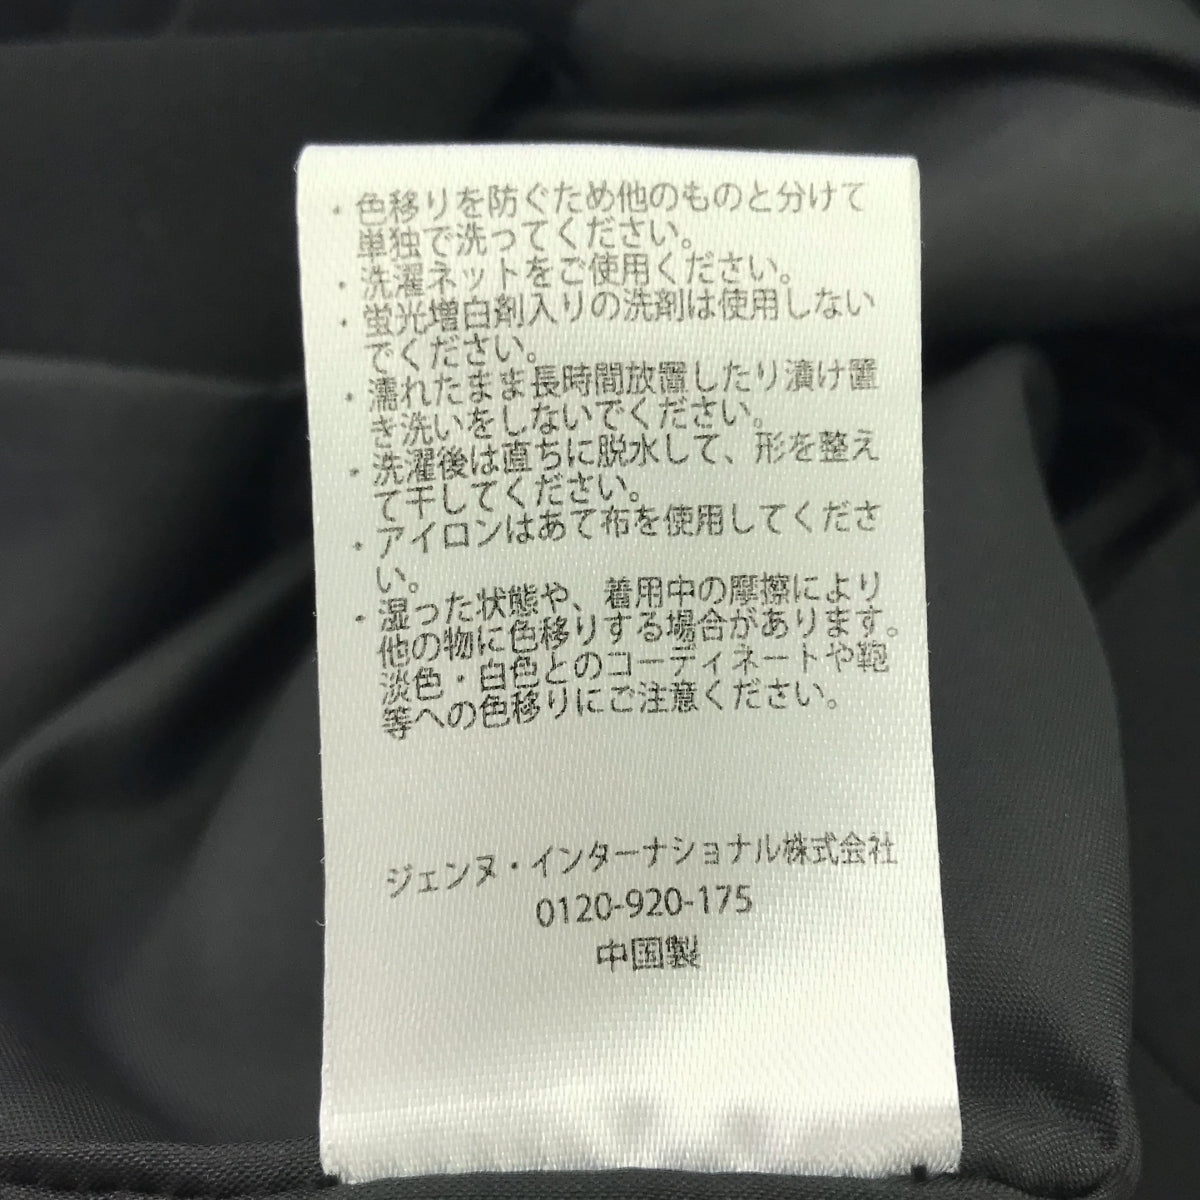 ・色移りを防ぐため他のものと分けて
単独で洗ってください。
・洗濯ネットをご使用ください。
・蛍光増白剤入りの洗剤は使用しない
でください。
・濡れたまま長時間放置したり漬け置
き洗いをしないでください。
・洗濯後は直ちに脱水して、形を整え
て干してください。
・アイロンはあて布を使用してくださ
い。
・湿った状態や、着用中の摩擦により
他の物に色移りする場合があります。
淡色・白色とのコーディネートや鞄
等への色移りにご注意ください。
ジェンヌ・インターナショナル株式会社
0120-920-175
中国製